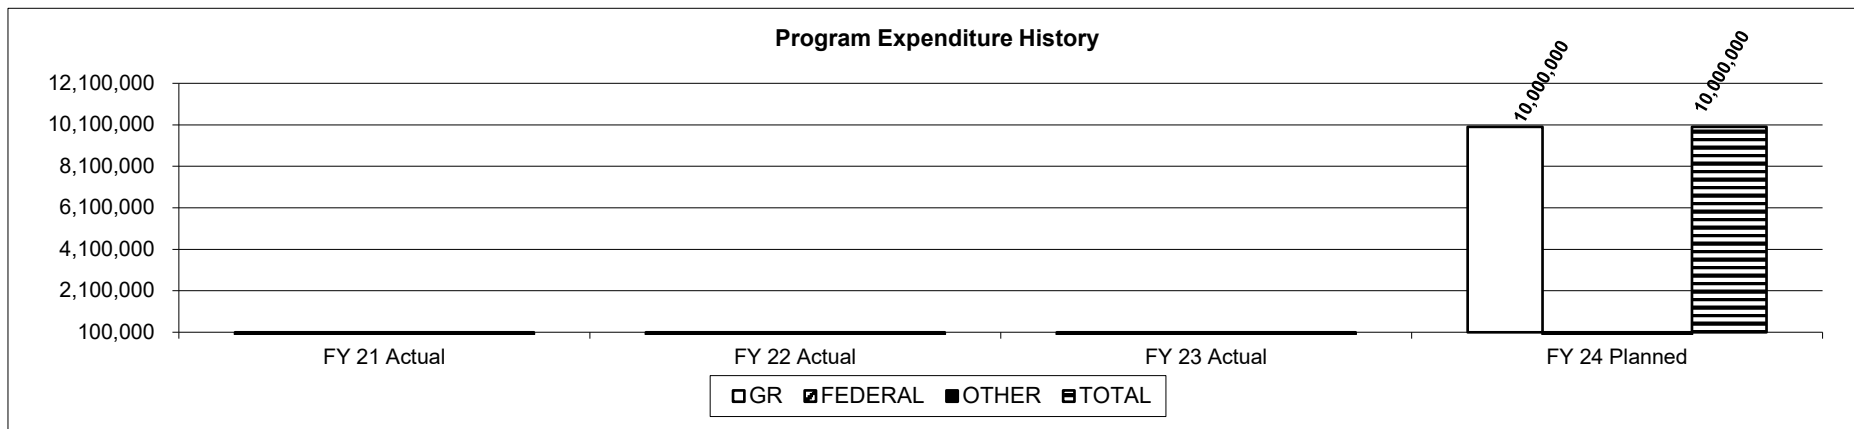 Program Expenditure History
10,000,000 10,000,000
12,100,000
10,100,000
8,100,000
6,100,000
4,100,000
2,100,000
100,000
FY 21 Actual FY 22 Actual FY 23 Actual FY 24 Planned
GR FEDERAL OTHER TOTAL